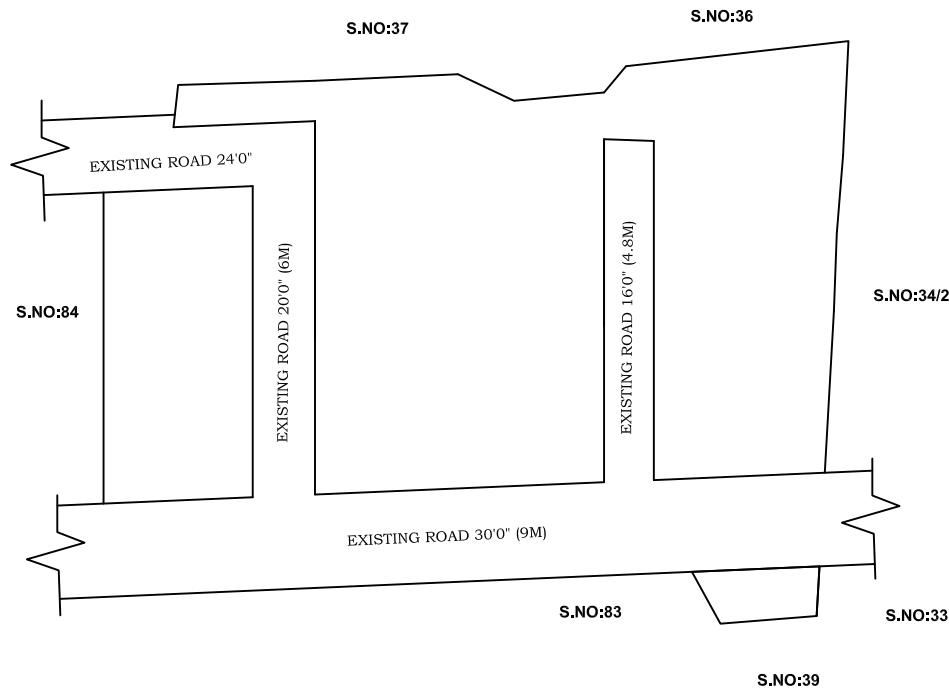 S.NO:36
S.NO:37
EXISTING ROAD 24'0"
EXISTING ROAD 20'0" (6M)
EXISTING ROAD 16'0" (4.8M)
S.NO:84
S.NO:34/2
EXISTING ROAD 30'0" (9M)
S.NO:83
S.NO:33
S.NO:39